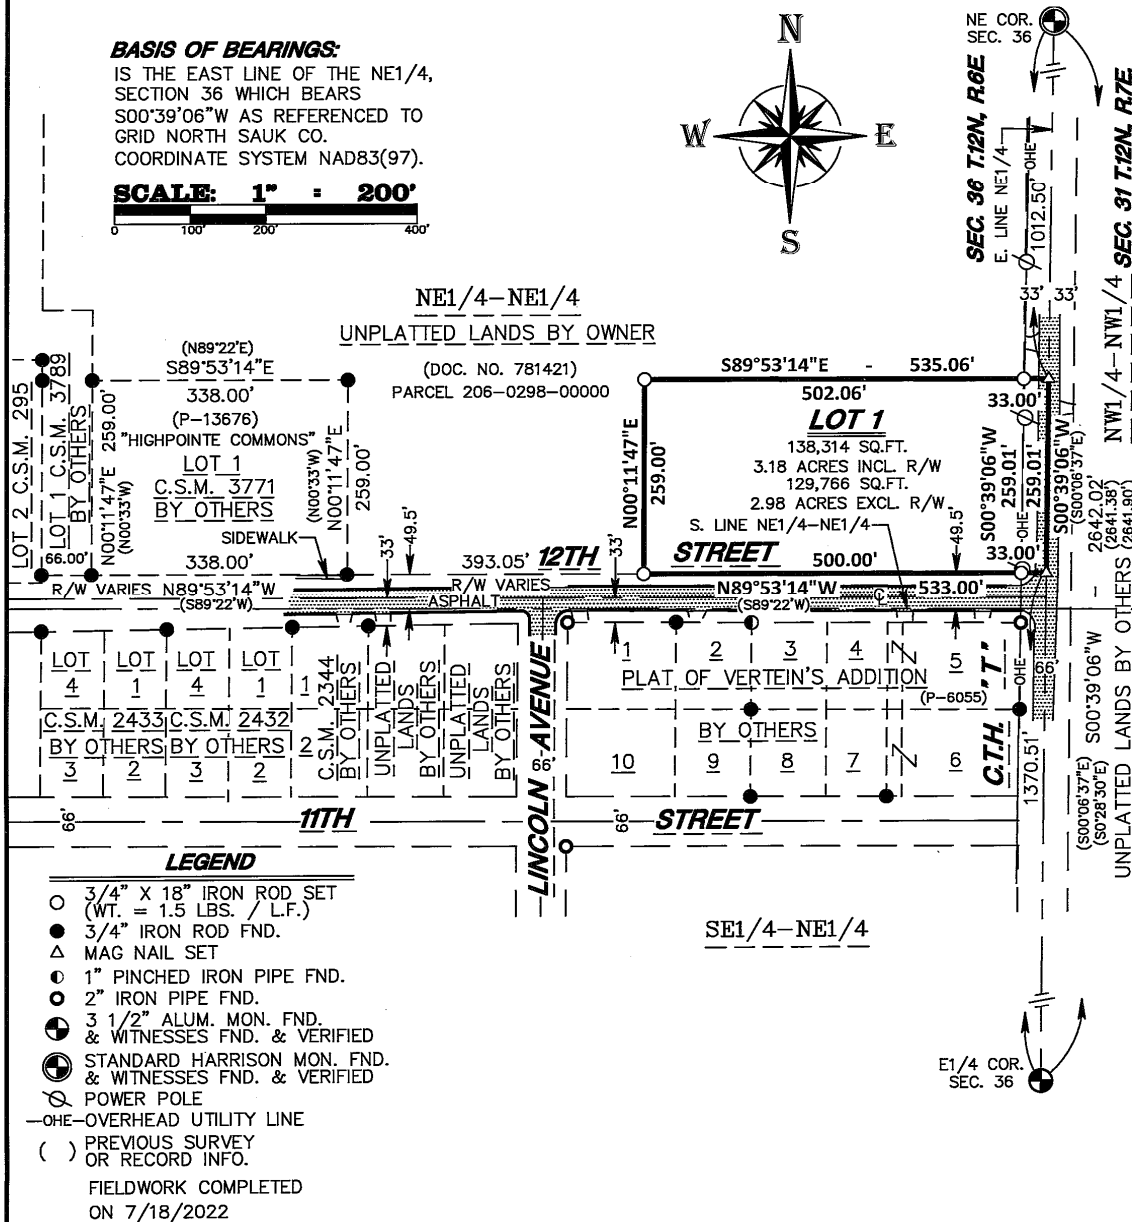 BASIS OF BEARINGS:
IS THE EAST LINE OF THE NE1/4,
SECTION 36 WHICH BEARS
S00°39'06"W AS REFERENCED TO
GRID NORTH SAUK CO.
COORDINATE SYSTEM NAD83(97).
SCALE: 1" = 200'
0 100' 200' 400'
N
W E
S
NE COR.
SEC. 36
SEC. 36 T.12N, R.6E
E. LINE NE1/4
OHE
1012.50'
SEC. 31 T.12N, R.7E.
NW1/4-NW1/4
33' 33'
NE1/4-NE1/4
UNPLATTED LANDS BY OWNER
(DOC. NO. 781421)
PARCEL 206-0298-00000
LOT 2 C.S.M. 295
LOT 1 C.S.M. 3789
BY OTHERS
N00°11'47"E 259.00'
(N00°33'W)
66.00'
(N89°22'E)
S89°53'14"E
338.00'
(P-13676)
"HIGHPOINTE COMMONS"
LOT 1
C.S.M. 3771
BY OTHERS
(N00°33'W)
N00°11'47"E
259.00'
SIDEWALK
338.00'
S89°53'14"E - 535.06'
502.06'
33.00'
LOT 1
138,314 SQ.FT.
3.18 ACRES INCL. R/W
129,766 SQ.FT.
2.98 ACRES EXCL. R/W
S. LINE NE1/4-NE1/4
N00°11'47"E
259.00'
S00°39'06"W
259.01'
OHE
259.01'
S00°39'06"W
(S00°06'37"E)
33.00'
49.5'
33'
393.05'
12TH STREET
33'
500.00'
49.5'
R/W VARIES N89°53'14"W
(S89°22'W)
R/W VARIES
ASPHALT
N89°53'14"W
(S89°22'W)
533.00'
CL
LOT
4
LOT
1
LOT
4
LOT
1
C.S.M. 2433
BY OTHERS
3
2
C.S.M. 2432
BY OTHERS
3
2
1
2
C.S.M. 2344
BY OTHERS
UNPLATTED
LANDS
BY OTHERS
UNPLATTED
LANDS
BY OTHERS
LINCOLN AVENUE
66'
1 2 3 4 5
PLAT OF VERTEIN'S ADDITION
(P-6055)
BY OTHERS
10 9 8 7 6
Z
Z
C.T.H. "T"
OHE
66'
1370.51'
S00°39'06"W - 2642.02'
(S00°06'37"E) (2641.38')
(S0°28'30"E) (2641.90')
UNPLATTED LANDS BY OTHERS
66'
11TH
66'
STREET
SE1/4-NE1/4
LEGEND
3/4" X 18" IRON ROD SET
(WT. = 1.5 LBS. / L.F.)
3/4" IRON ROD FND.
MAG NAIL SET
1" PINCHED IRON PIPE FND.
2" IRON PIPE FND.
3 1/2" ALUM. MON. FND.
& WITNESSES FND. & VERIFIED
STANDARD HARRISON MON. FND.
& WITNESSES FND. & VERIFIED
POWER POLE
—OHE—OVERHEAD UTILITY LINE
( ) PREVIOUS SURVEY
OR RECORD INFO.
FIELDWORK COMPLETED
ON 7/18/2022
E1/4 COR.
SEC. 36